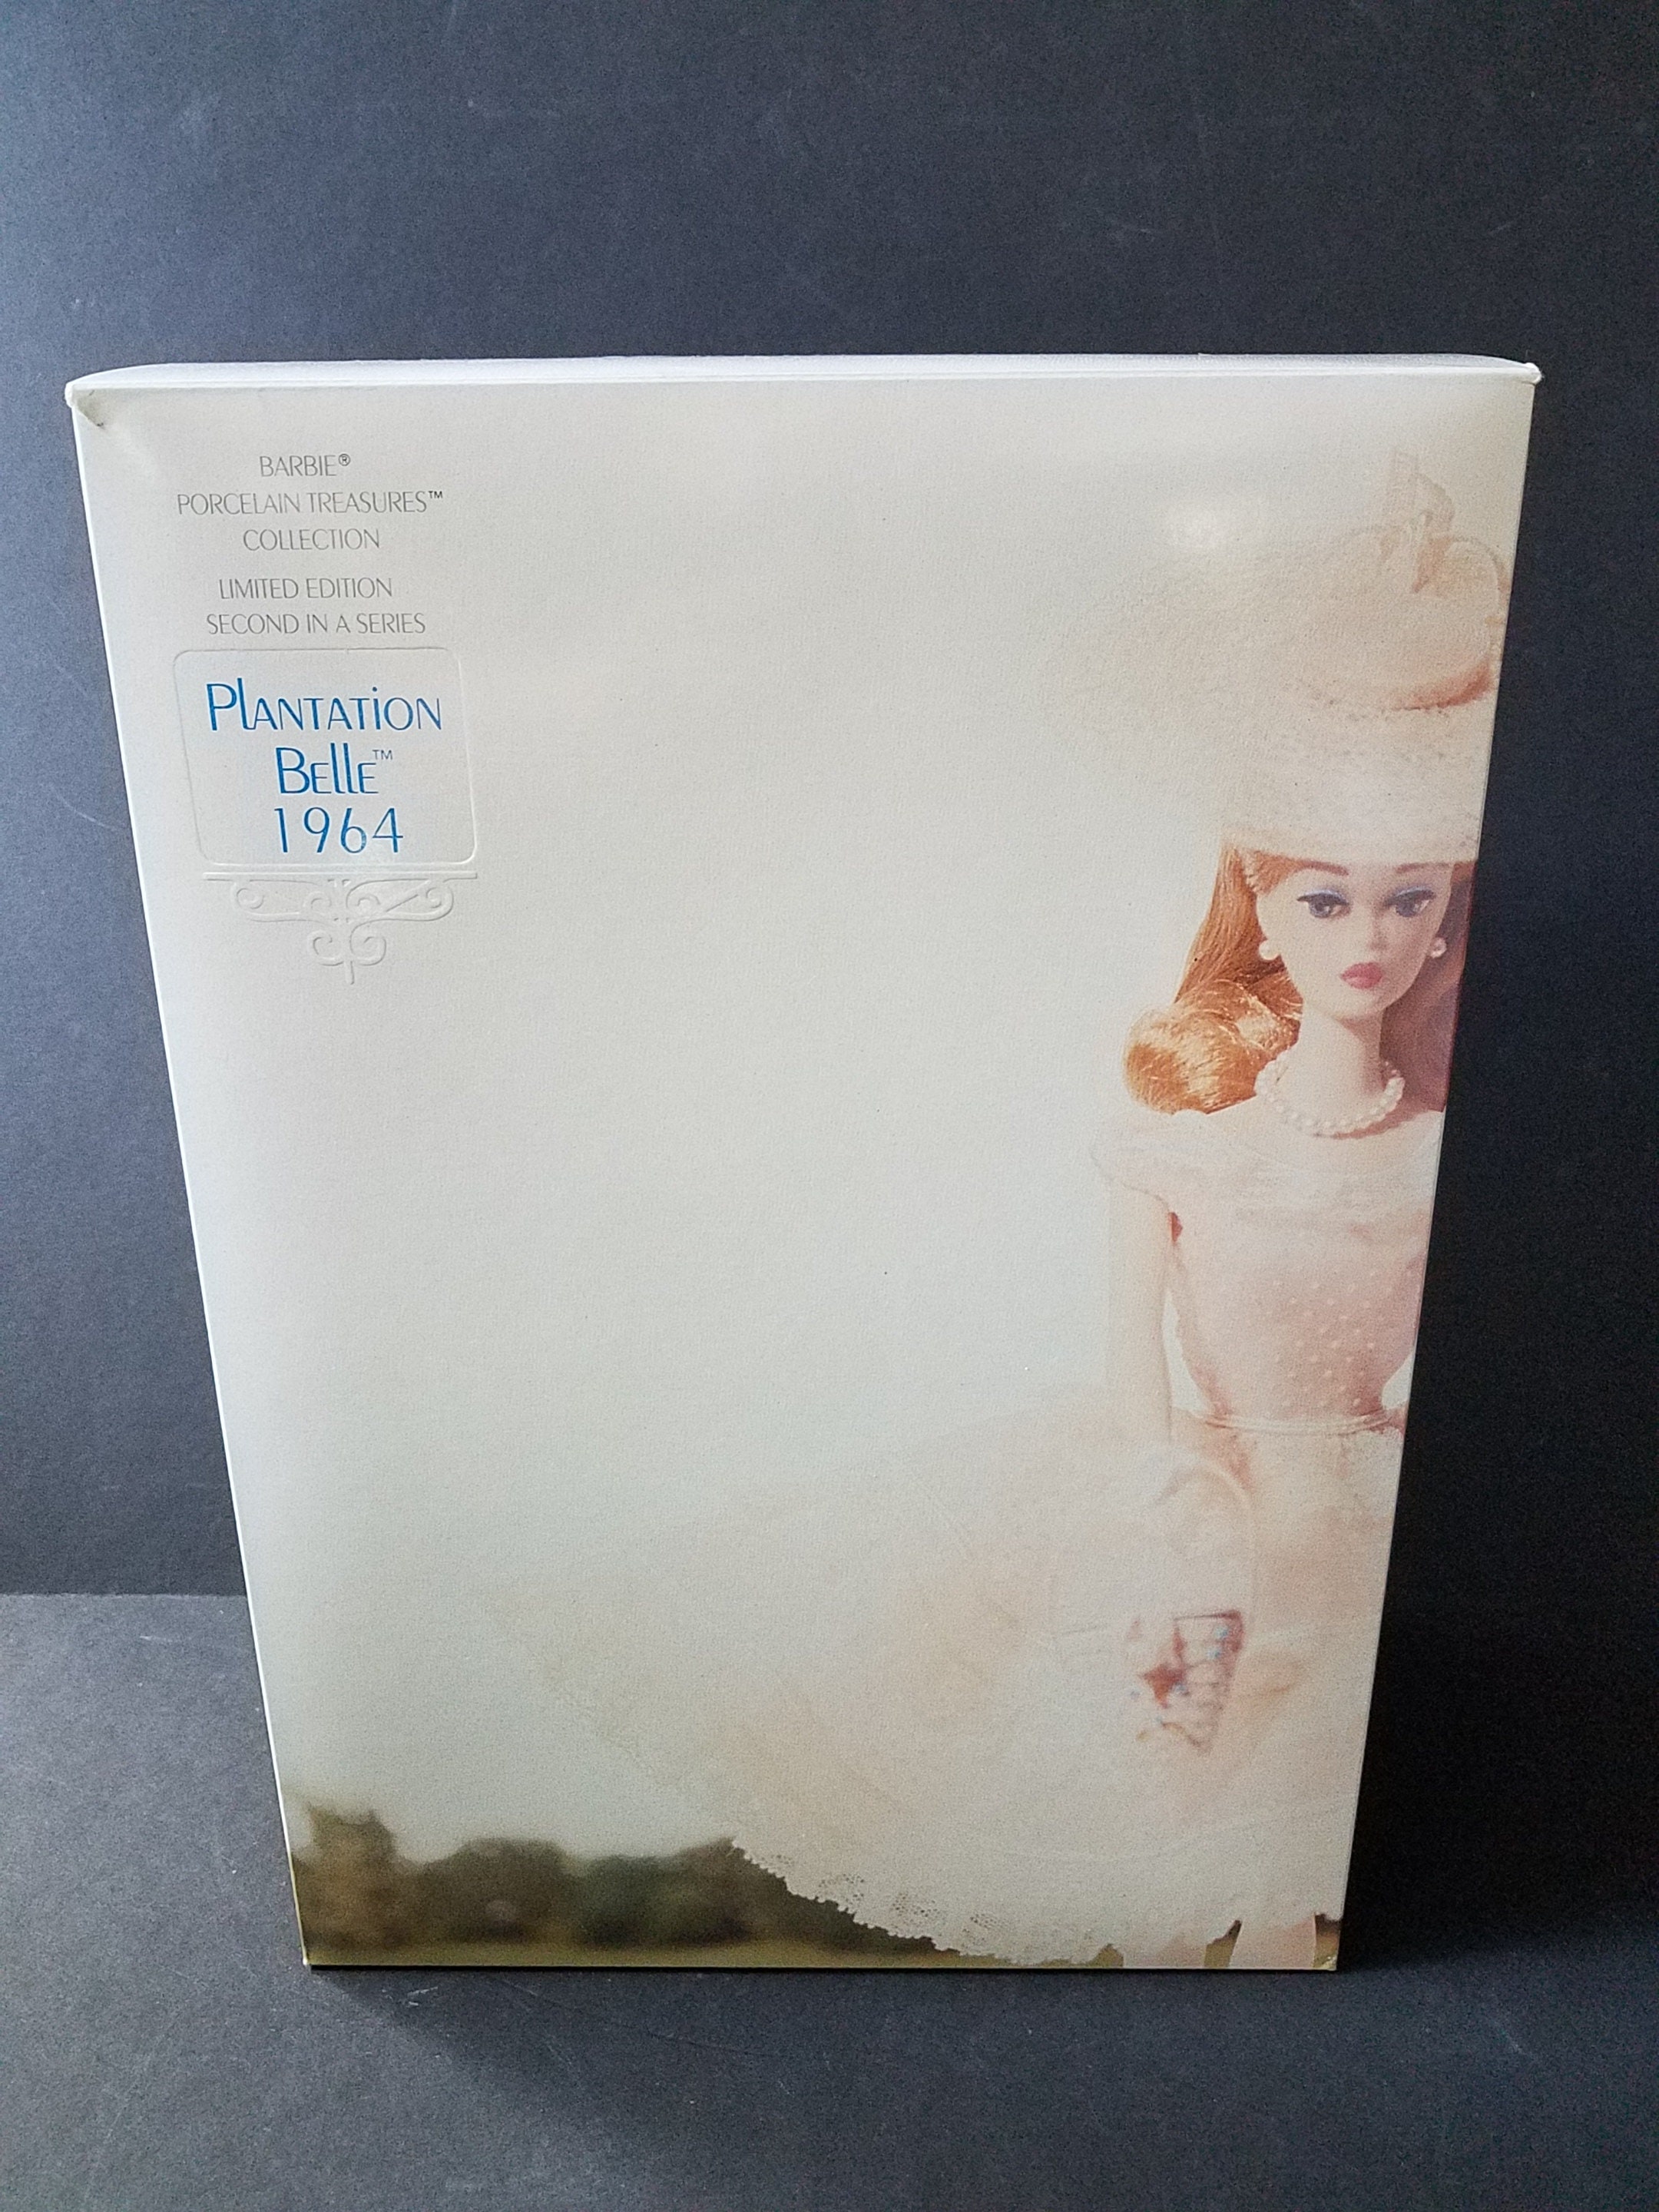 BARBIE®
PORCELAIN TREASURES™
COLLECTION
LIMITED EDITION
SECOND IN A SERIES
PlANTATiON
BEllE™
1964